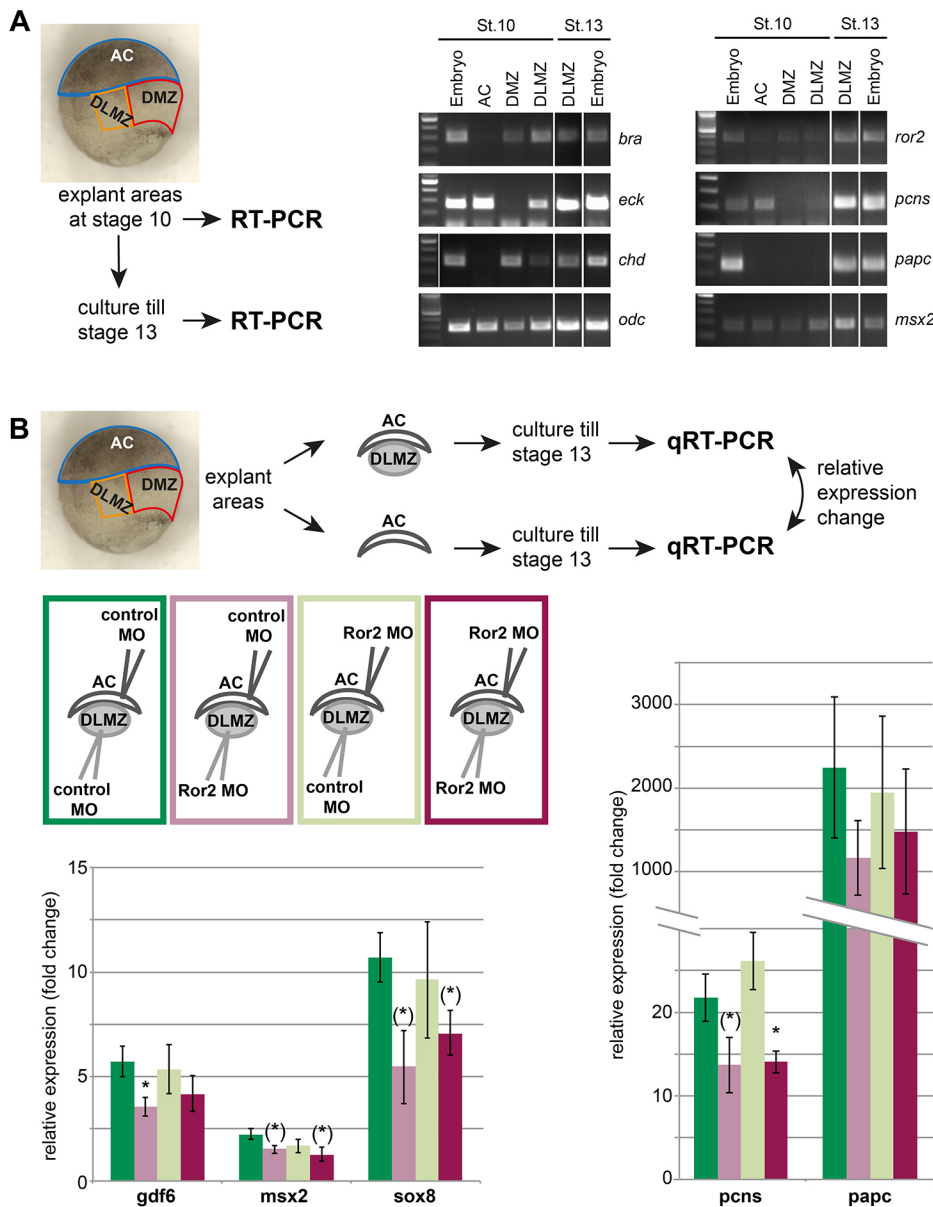 A
AC
DLMZ
DMZ
explant areas
at stage 10
RT-PCR
culture till
stage 13
RT-PCR
St.10
St.13
Embryo
AC
DMZ
DLMZ
DLMZ
Embryo
bra
eck
chd
odc
St.10
St.13
Embryo
AC
DMZ
DLMZ
DLMZ
Embryo
ror2
pcns
papc
msx2
B
AC
DLMZ
DMZ
explant
areas
AC
DLMZ
culture till
stage 13
qRT-PCR
AC
culture till
stage 13
qRT-PCR
relative
expression
change
control
MO
AC
DLMZ
control
MO
control
MO
AC
DLMZ
Ror2 MO
Ror2 MO
AC
DLMZ
control
MO
Ror2 MO
AC
DLMZ
Ror2 MO
relative expression (fold change)
15
10
5
0
*
(*)
(*)
(*)
(*)
gdf6
msx2
sox8
relative expression (fold change)
3000
2000
1000
20
10
0
(*)
*
pcns
papc